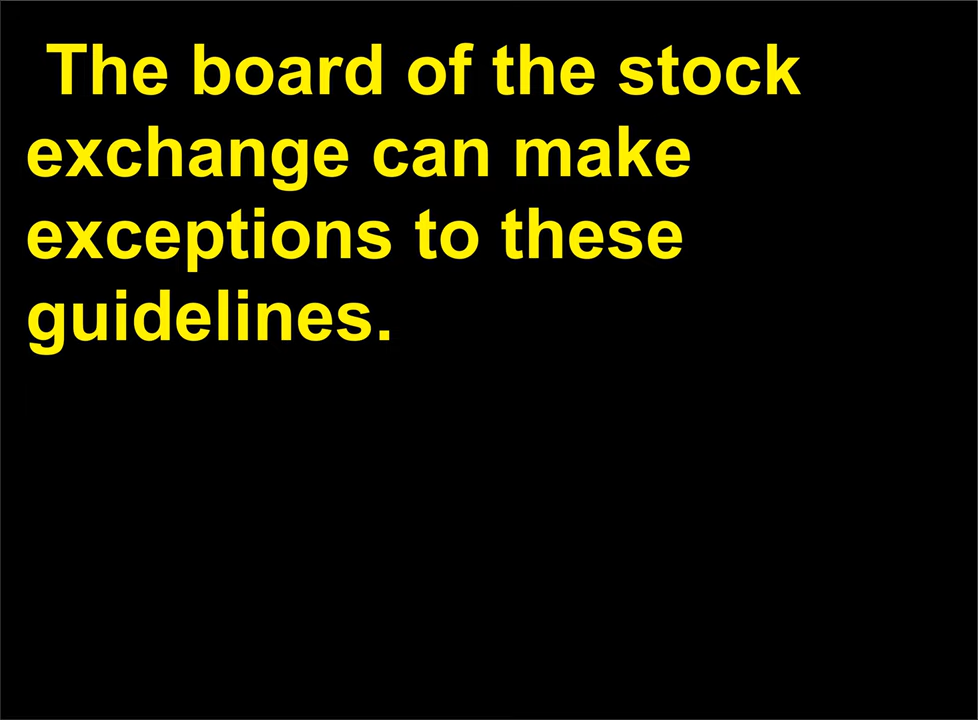 The board of the stock
exchange can make
exceptions to these
guidelines.